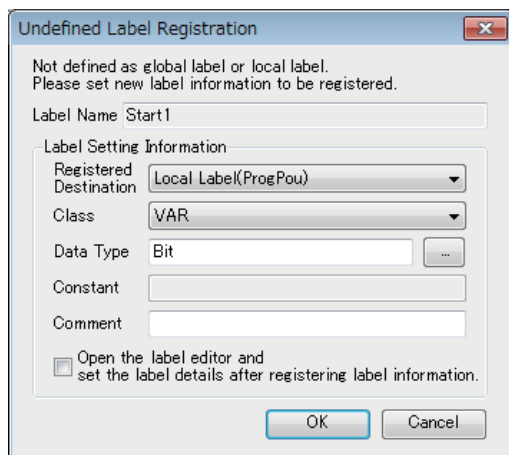 Undefined Label Registration
Not defined as global label or local label.
Please set new label information to be registered.
Label Name Start1
Label Setting Information
Registered Destination Local Label(ProgPou)
Class VAR
Data Type Bit ...
Constant
Comment
Open the label editor and
set the label details after registering label information.
OK Cancel